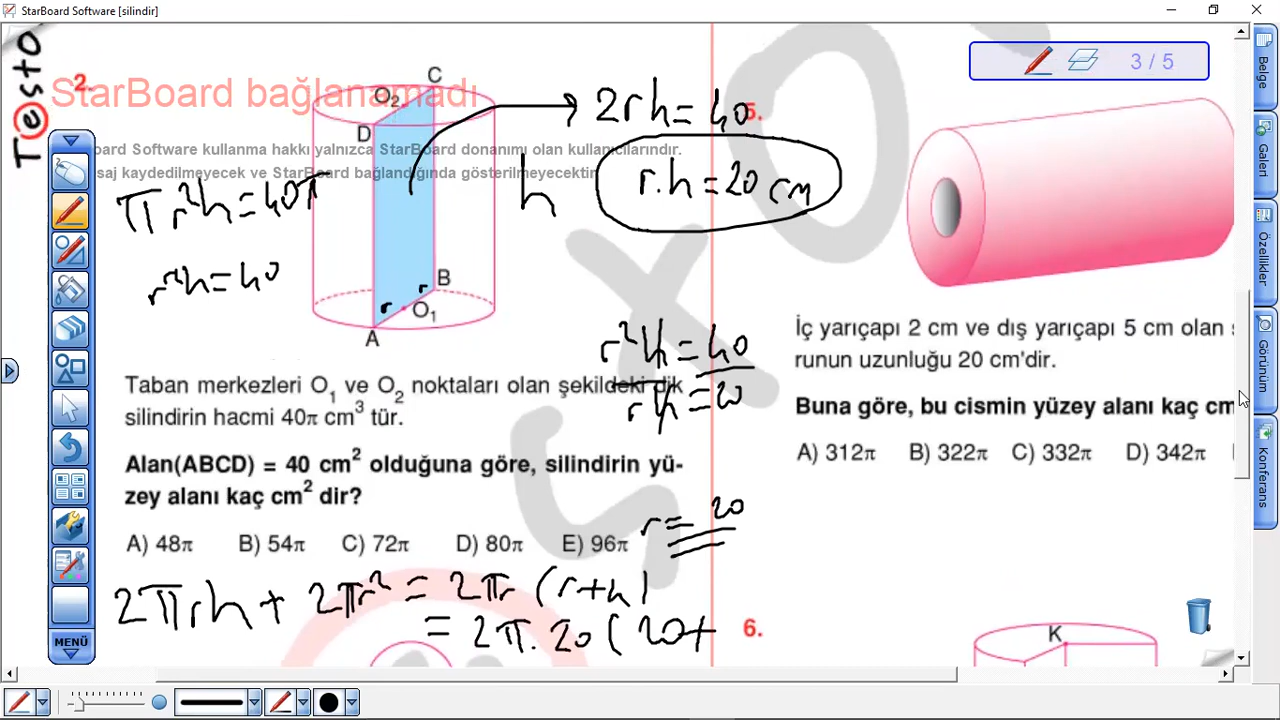 StarBoard Software [silindir]
Testo
2.
StarBoard bağlanamadı
board Software kullanma hakkı yalnızca StarBoard donanımı olan kullanıcılarındır.
saj kaydedilmeyecek ve StarBoard bağlandığında gösterilmeyecektir
C
O₂
D
B
r
r
O₁
A
h
πr²h=40π
r²h=40
2rh=40
r.h=20 cm
r²h=40
rh=20
r=20
Taban merkezleri O₁ ve O₂ noktaları olan şekildeki dik
silindirin hacmi 40π cm³ tür.
Alan(ABCD) = 40 cm² olduğuna göre, silindirin yü-
zey alanı kaç cm² dir?
A) 48π B) 54π C) 72π D) 80π E) 96π
2πrh+2πr²=2πr(r+h)
=2π.20(20+
3 / 5
5.
İç yarıçapı 2 cm ve dış yarıçapı 5 cm olan
runun uzunluğu 20 cm'dir.
Buna göre, bu cismin yüzey alanı kaç cm
A) 312π B) 322π C) 332π D) 342π
6.
K
MENÜ
Belge
Galeri
Özellikler
Görünüm
Konferans